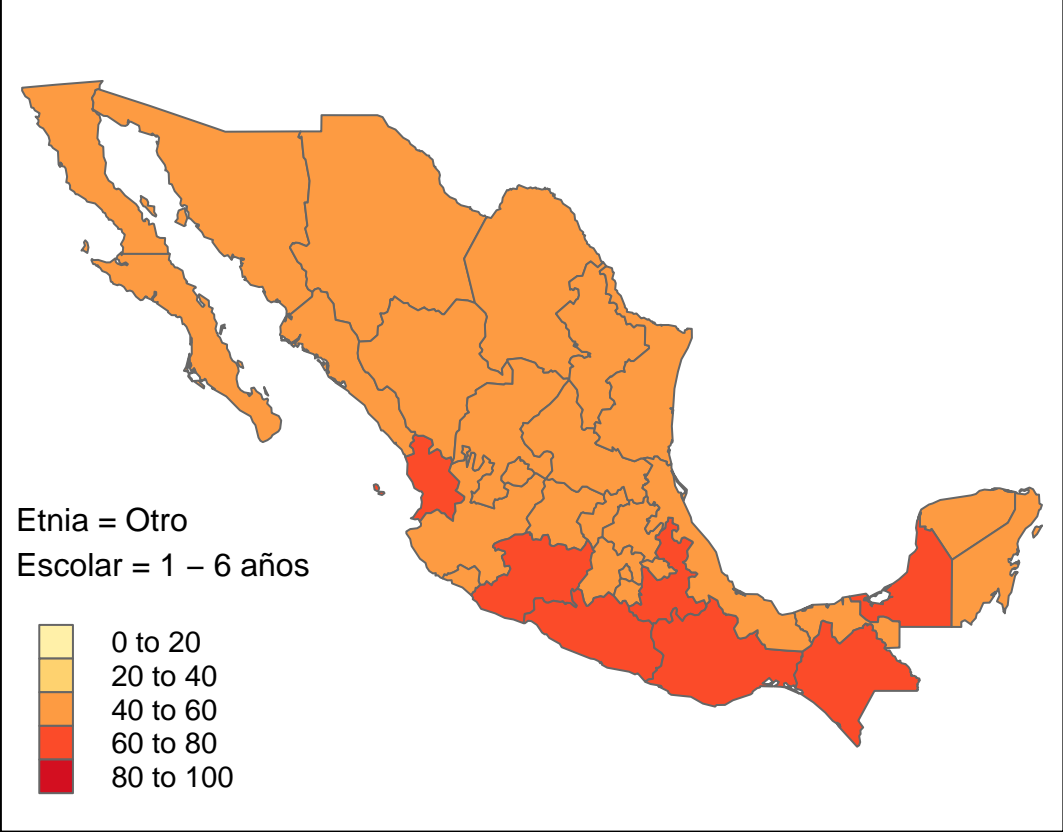 Etnia = Otro
Escolar = 1 − 6 años
0 to 20
20 to 40
40 to 60
60 to 80
80 to 100